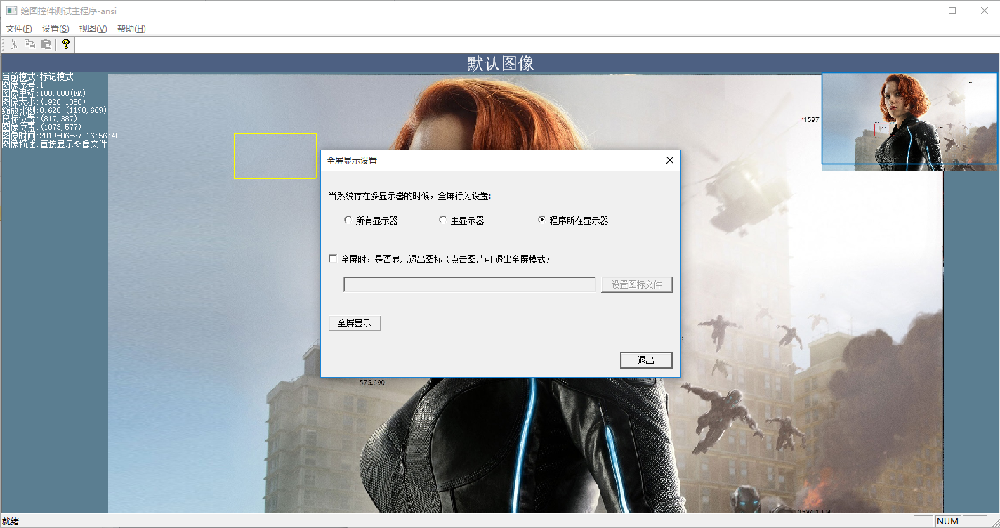 绘图控件测试主程序-ansi
文件(F) 设置(S) 视图(V) 帮助(H)
默认图像
当前模式:标记模式
图像序号:1
图像里程:100.000(KM)
图像大小:(1920,1080)
缩放比例:0.620 (1190,669)
鼠标位置:(817,387)
图像位置:(1073,577)
图像时间:2019-06-27 16:56:40
图像描述:直接显示图像文件
*1597.
全屏显示设置
当系统存在多显示器的时候，全屏行为设置:
所有显示器 主显示器 程序所在显示器
全屏时，是否显示退出图标（点击图片可 退出全屏模式）
设置图标文件
全屏显示
退出
575.690
就绪 NUM